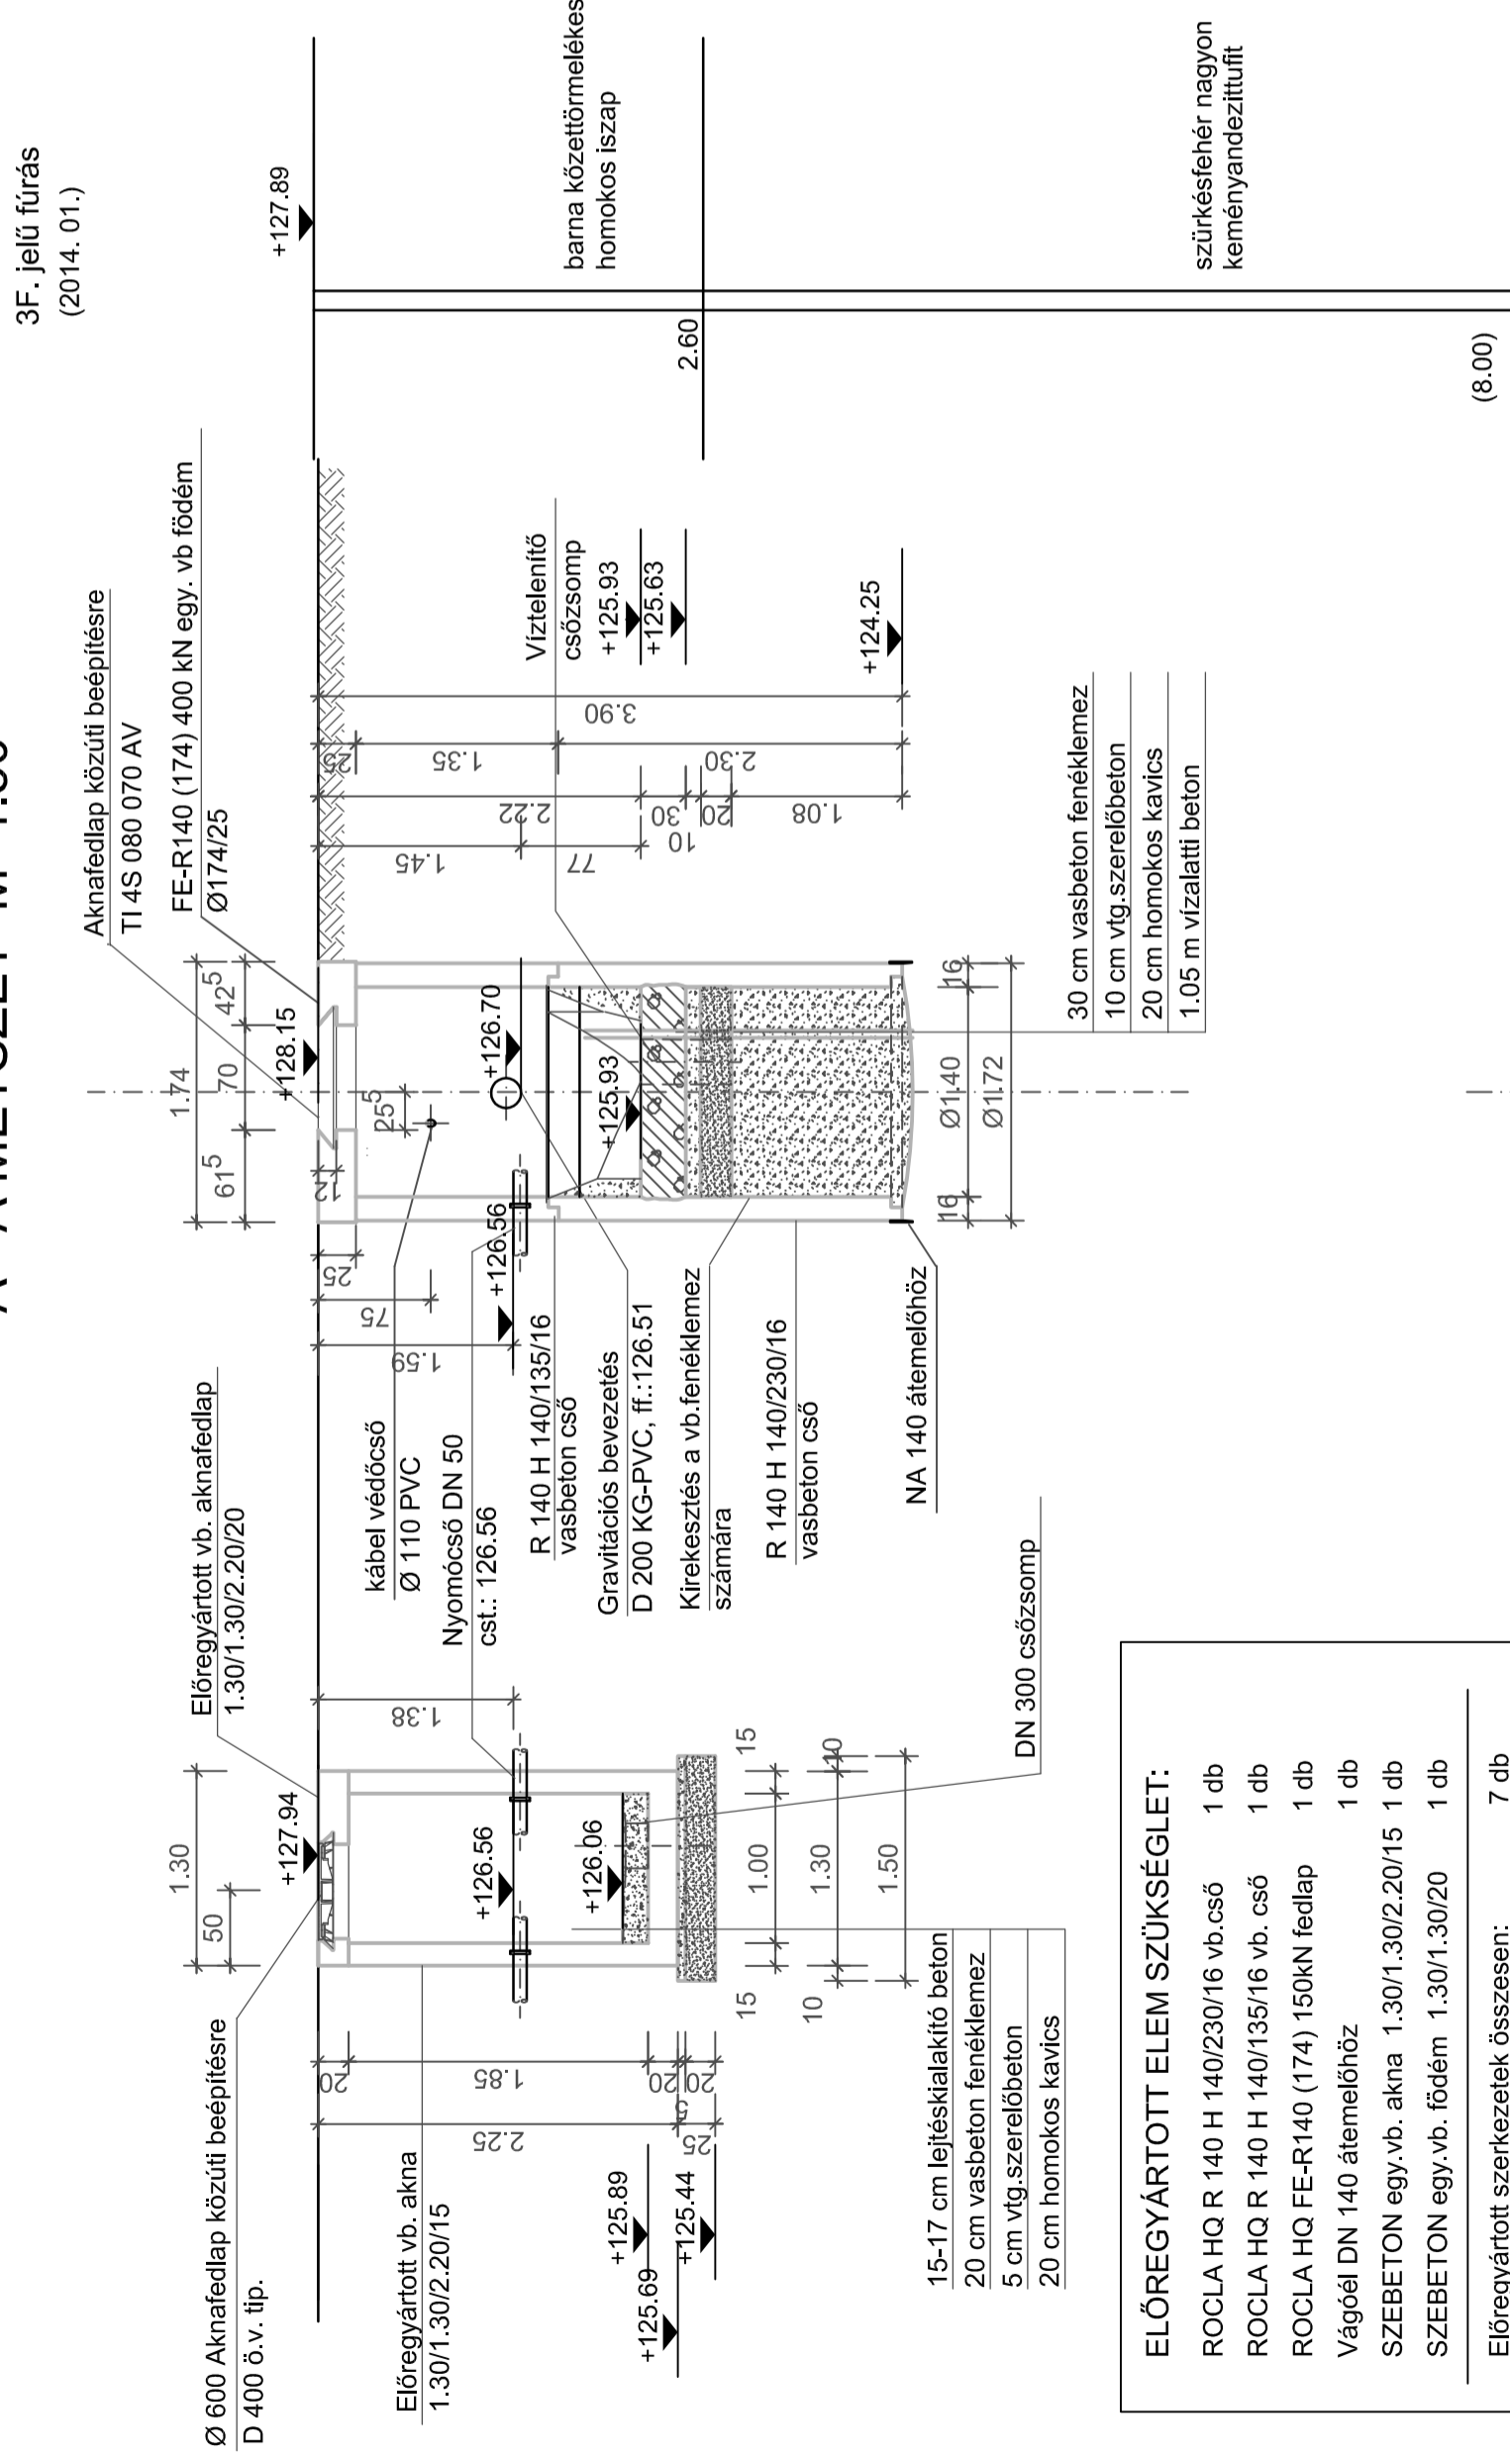 3F. jelű fúrás
(2014. 01.)
+127.89
barna kőzettörmelékes
homokos iszap
2.60
szürkésfehér nagyon
keményandezittufit
(8.00)
Aknafedlap közúti beépítésre
TI 4S 080 070 AV
FE-R140 (174) 400 kN egy. vb födém
Ø174/25
1.74
61⁵
70
42⁵
+128.15
25⁵
12
25
75
1.59
+126.70
+126.56
+125.93
Víztelenítő
csőzsomp
+125.93
+125.63
+124.25
3.90
25
1.35
2.30
2.22
30
20
1.08
10
1.45
77
16
Ø1.40
16
Ø1.72
30 cm vasbeton fenéklemez
10 cm vtg.szerelőbeton
20 cm homokos kavics
1.05 m vízalatti beton
kábel védőcső
Ø 110 PVC
Nyomócső DN 50
cst.: 126.56
R 140 H 140/135/16
vasbeton cső
Gravitációs bevezetés
D 200 KG-PVC, ff.:126.51
Kirekesztés a vb.fenéklemez
számára
R 140 H 140/230/16
vasbeton cső
NA 140 átemelőhöz
Előregyártott vb. aknafedlap
1.30/1.30/2.20/20
1.30
50
+127.94
1.38
+126.56
+126.06
DN 300 csőzsomp
15
1.00
15
10
1.30
10
1.50
Ø 600 Aknafedlap közúti beépítésre
D 400 ö.v. tip.
Előregyártott vb. akna
1.30/1.30/2.20/15
20
1.85
20
20
2.25
5
25
+125.89
+125.69
+125.44
15-17 cm lejtéskialakító beton
20 cm vasbeton fenéklemez
5 cm vtg.szerelőbeton
20 cm homokos kavics
ELŐREGYÁRTOTT ELEM SZÜKSÉGLET:
ROCLA HQ R 140 H 140/230/16 vb.cső 1 db
ROCLA HQ R 140 H 140/135/16 vb. cső 1 db
ROCLA HQ FE-R140 (174) 150kN fedlap 1 db
Vágóél DN 140 átemelőhöz 1 db
SZEBETON egy.vb. akna 1.30/1.30/2.20/15 1 db
SZEBETON egy.vb. födém 1.30/1.30/20 1 db
Előregyártott szerkezetek összesen: 7 db